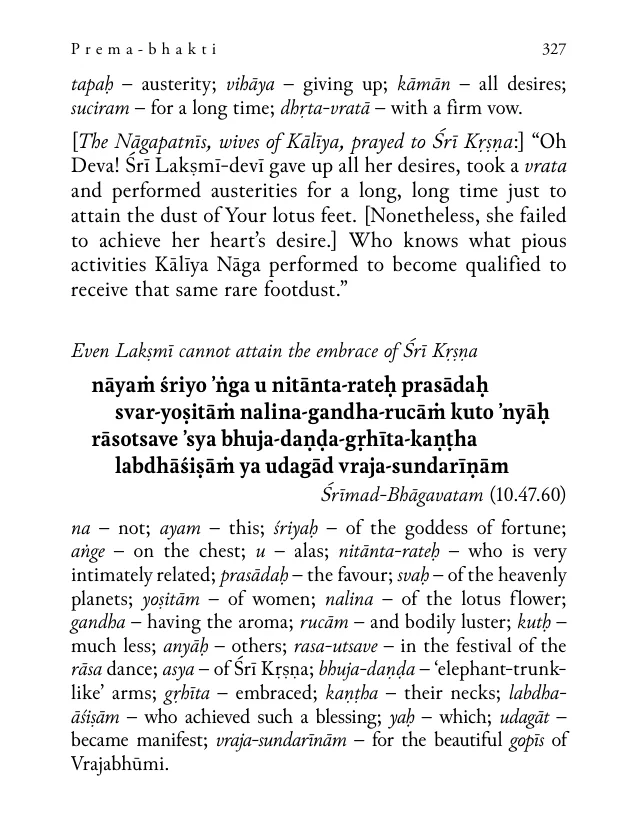 Prema-bhakti 327
tapaḥ – austerity; vihāya – giving up; kāmān – all desires;
suciram – for a long time; dhṛta-vratā – with a firm vow.
[The Nāgapatnīs, wives of Kālīya, prayed to Śrī Kṛṣṇa:] “Oh
Deva! Śrī Lakṣmī-devī gave up all her desires, took a vrata
and performed austerities for a long, long time just to
attain the dust of Your lotus feet. [Nonetheless, she failed
to achieve her heart’s desire.] Who knows what pious
activities Kālīya Nāga performed to become qualified to
receive that same rare footdust.”
Even Lakṣmī cannot attain the embrace of Śrī Kṛṣṇa
nāyaṁ śriyo ’ṅga u nitānta-rateḥ prasādaḥ
svar-yoṣitāṁ nalina-gandha-rucāṁ kuto ’nyāḥ
rāsotsave ’sya bhuja-daṇḍa-gṛhīta-kaṇṭha
labdhāśiṣāṁ ya udagād vraja-sundarīṇām
Śrīmad-Bhāgavatam (10.47.60)
na – not; ayam – this; śriyaḥ – of the goddess of fortune;
aṅge – on the chest; u – alas; nitānta-rateḥ – who is very
intimately related; prasādaḥ – the favour; svaḥ – of the heavenly
planets; yoṣitām – of women; nalina – of the lotus flower;
gandha – having the aroma; rucām – and bodily luster; kutḥ –
much less; anyāḥ – others; rasa-utsave – in the festival of the
rāsa dance; asya – of Śrī Kṛṣṇa; bhuja-daṇḍa – ‘elephant-trunk-
like’ arms; gṛhīta – embraced; kaṇṭha – their necks; labdha-
āśiṣām – who achieved such a blessing; yaḥ – which; udagāt –
became manifest; vraja-sundarīnām – for the beautiful gopīs of
Vrajabhūmi.